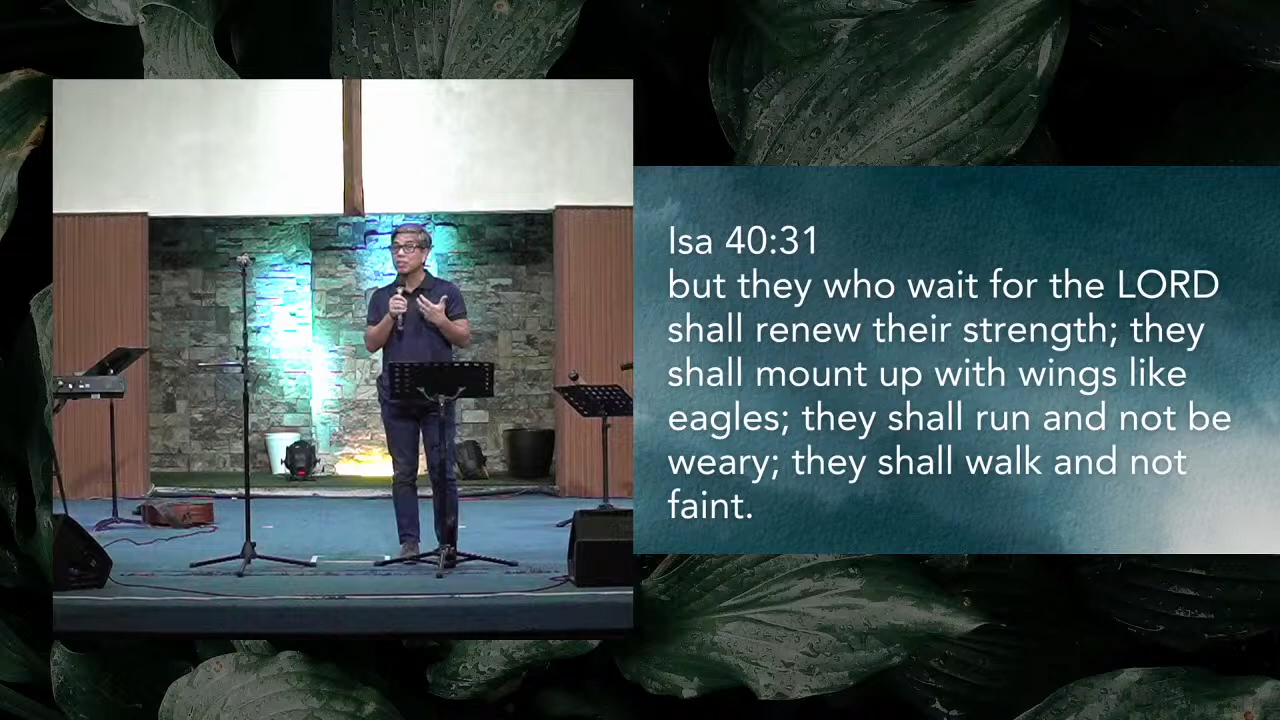 Isa 40:31
but they who wait for the LORD
shall renew their strength; they
shall mount up with wings like
eagles; they shall run and not be
weary; they shall walk and not
faint.